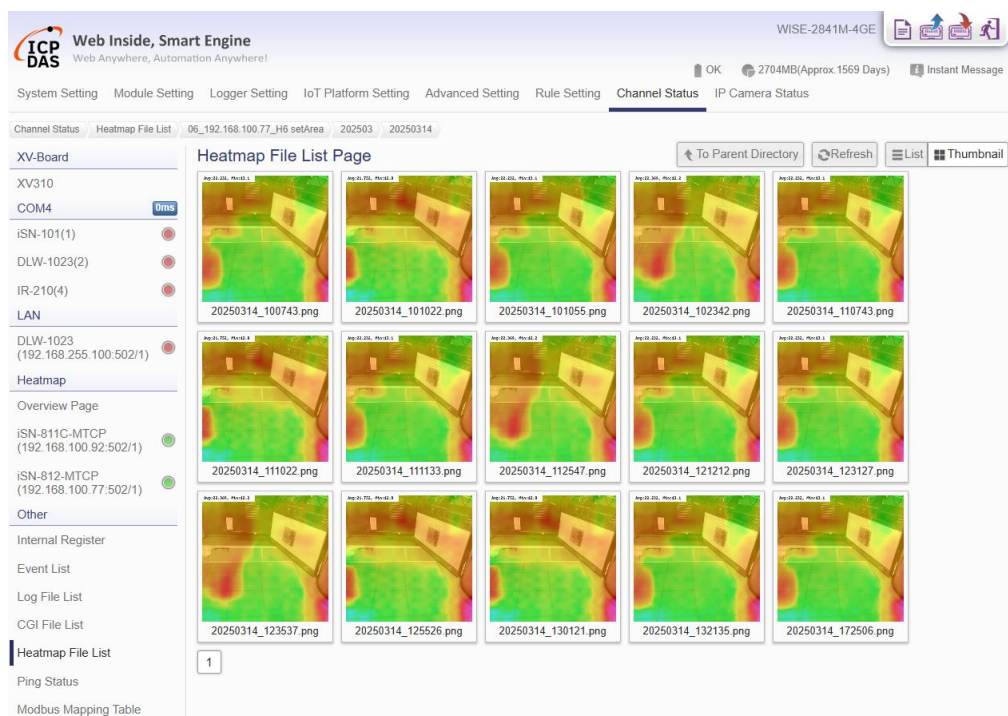 ICP DAS
Web Inside, Smart Engine
Web Anywhere, Automation Anywhere!
WISE-2841M-4GE
OK 2704MB(Approx.1569 Days) Instant Message
System Setting Module Setting Logger Setting IoT Platform Setting Advanced Setting Rule Setting Channel Status IP Camera Status
Channel Status Heatmap File List 06_192.168.100.77_H6 setArea 202503 20250314
XV-Board
XV310
COM4 0ms
iSN-101(1)
DLW-1023(2)
IR-210(4)
LAN
DLW-1023
(192.168.255.100:502/1)
Heatmap
Overview Page
iSN-811C-MTCP
(192.168.100.92:502/1)
iSN-812-MTCP
(192.168.100.77:502/1)
Other
Internal Register
Event List
Log File List
CGI File List
Heatmap File List
Ping Status
Modbus Mapping Table
Heatmap File List Page
To Parent Directory Refresh List Thumbnail
20250314_100743.png 20250314_101022.png 20250314_101055.png 20250314_102342.png 20250314_110743.png
20250314_111022.png 20250314_111133.png 20250314_112547.png 20250314_121212.png 20250314_123127.png
20250314_123537.png 20250314_125526.png 20250314_130121.png 20250314_132135.png 20250314_172506.png
1